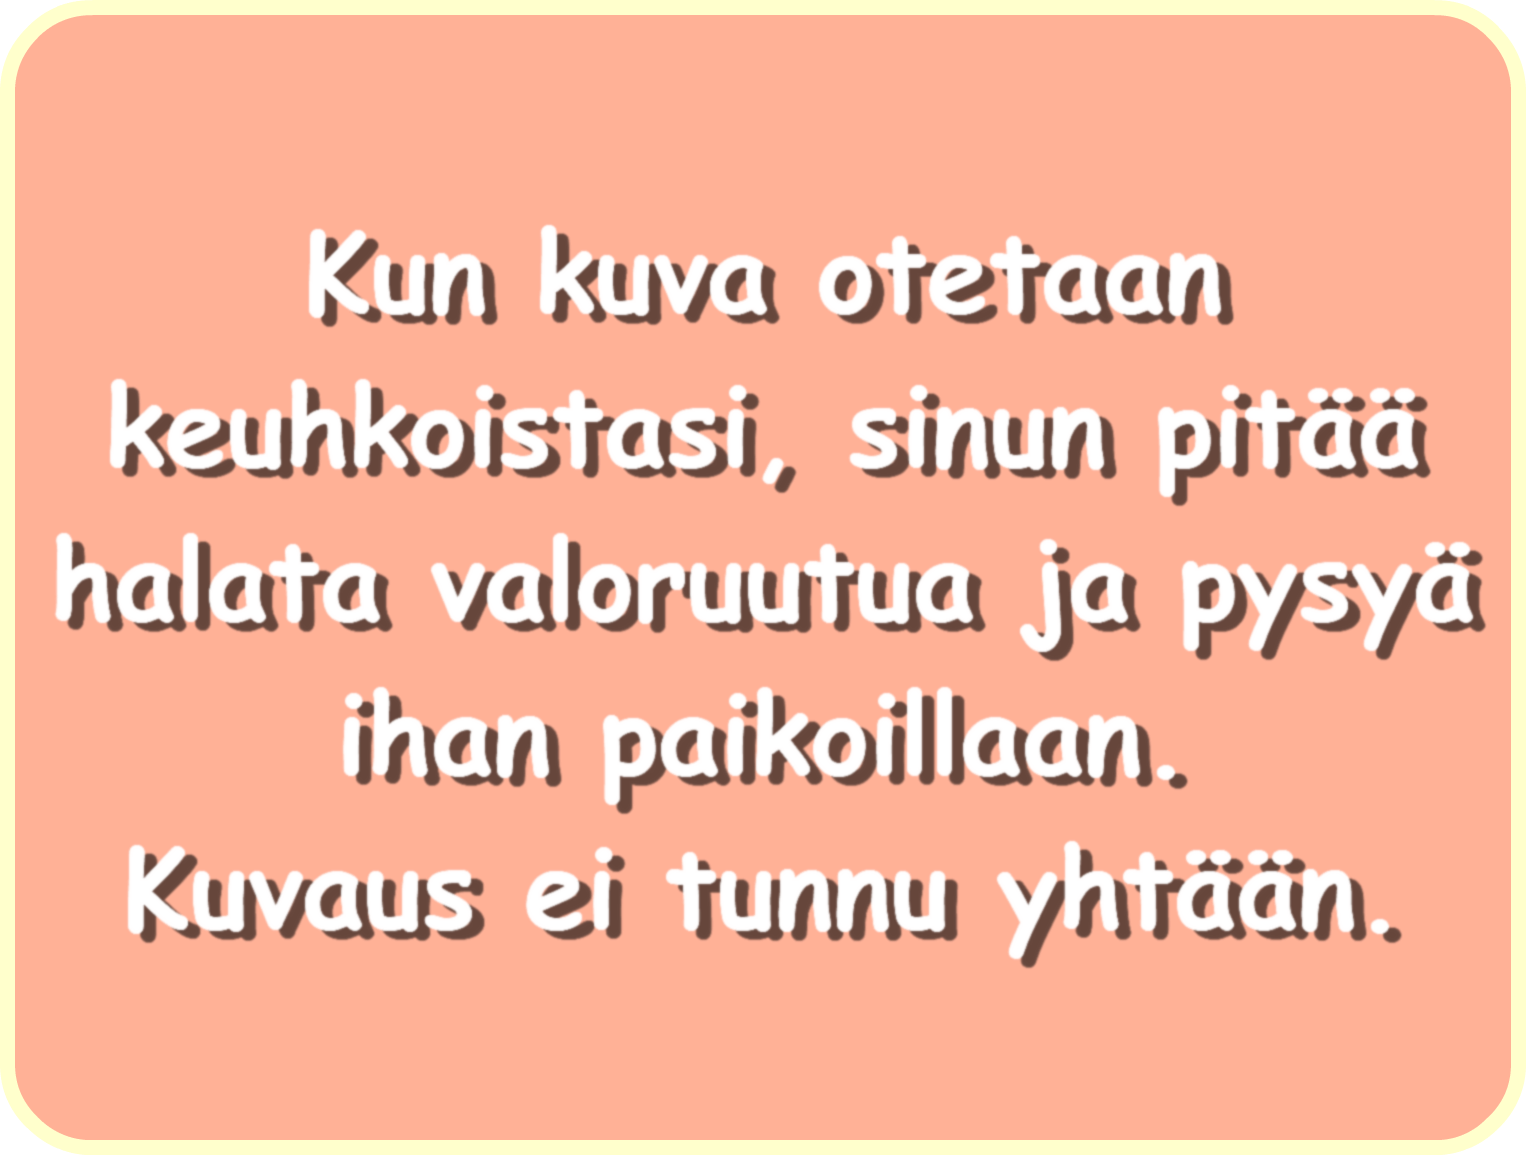 Kun kuva otetaan
keuhkoistasi, sinun pitää
halata valoruutua ja pysyä
ihan paikoillaan.
Kuvaus ei tunnu yhtään.